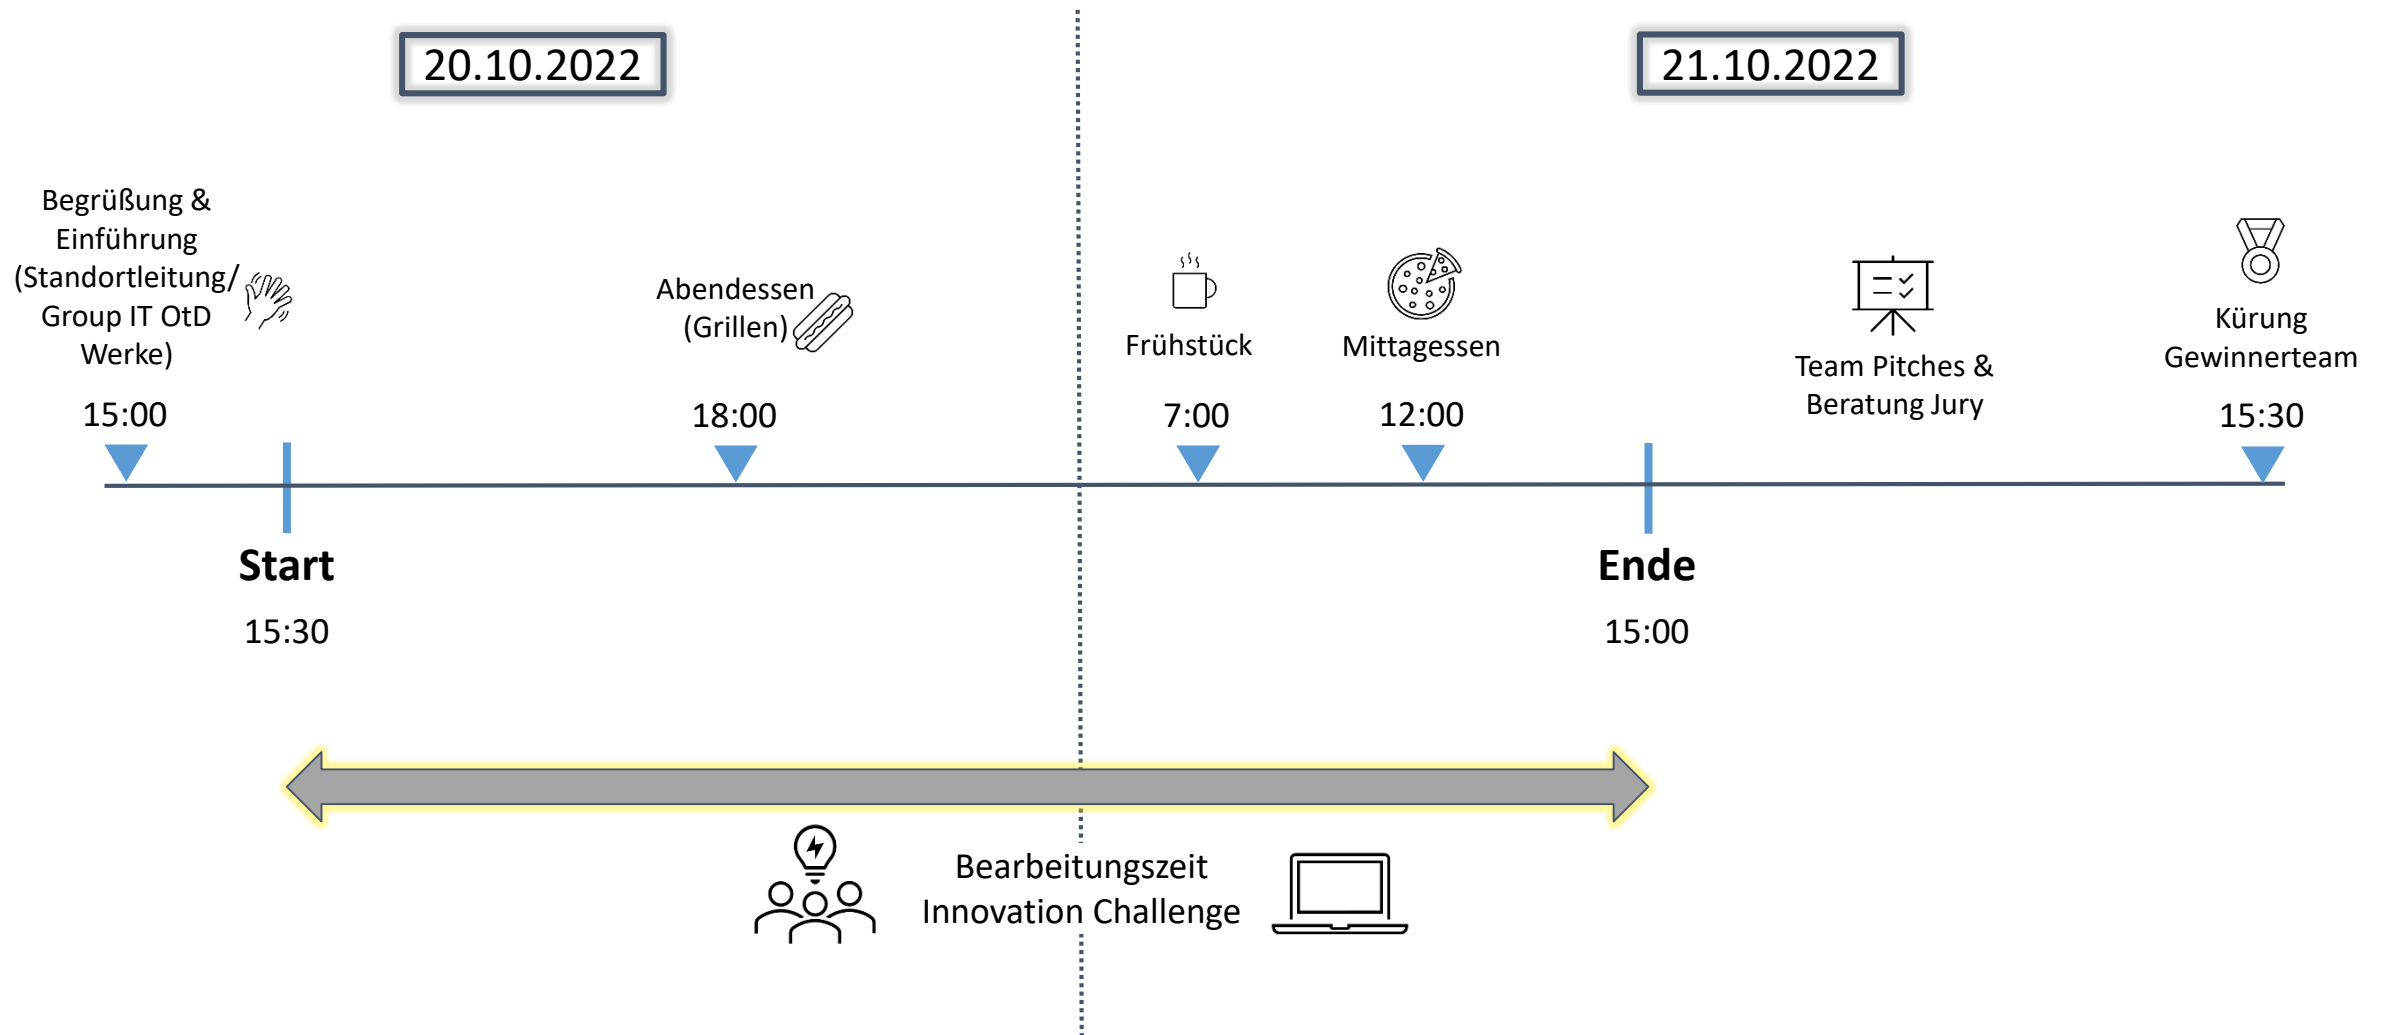 20.10.2022
21.10.2022
Begrüßung &
Einführung
(Standortleitung/
Group IT OtD
Werke)
15:00
Abendessen
(Grillen)
18:00
Frühstück
7:00
Mittagessen
12:00
Team Pitches &
Beratung Jury
Kürung
Gewinnerteam
15:30
Start
15:30
Ende
15:00
Bearbeitungszeit
Innovation Challenge